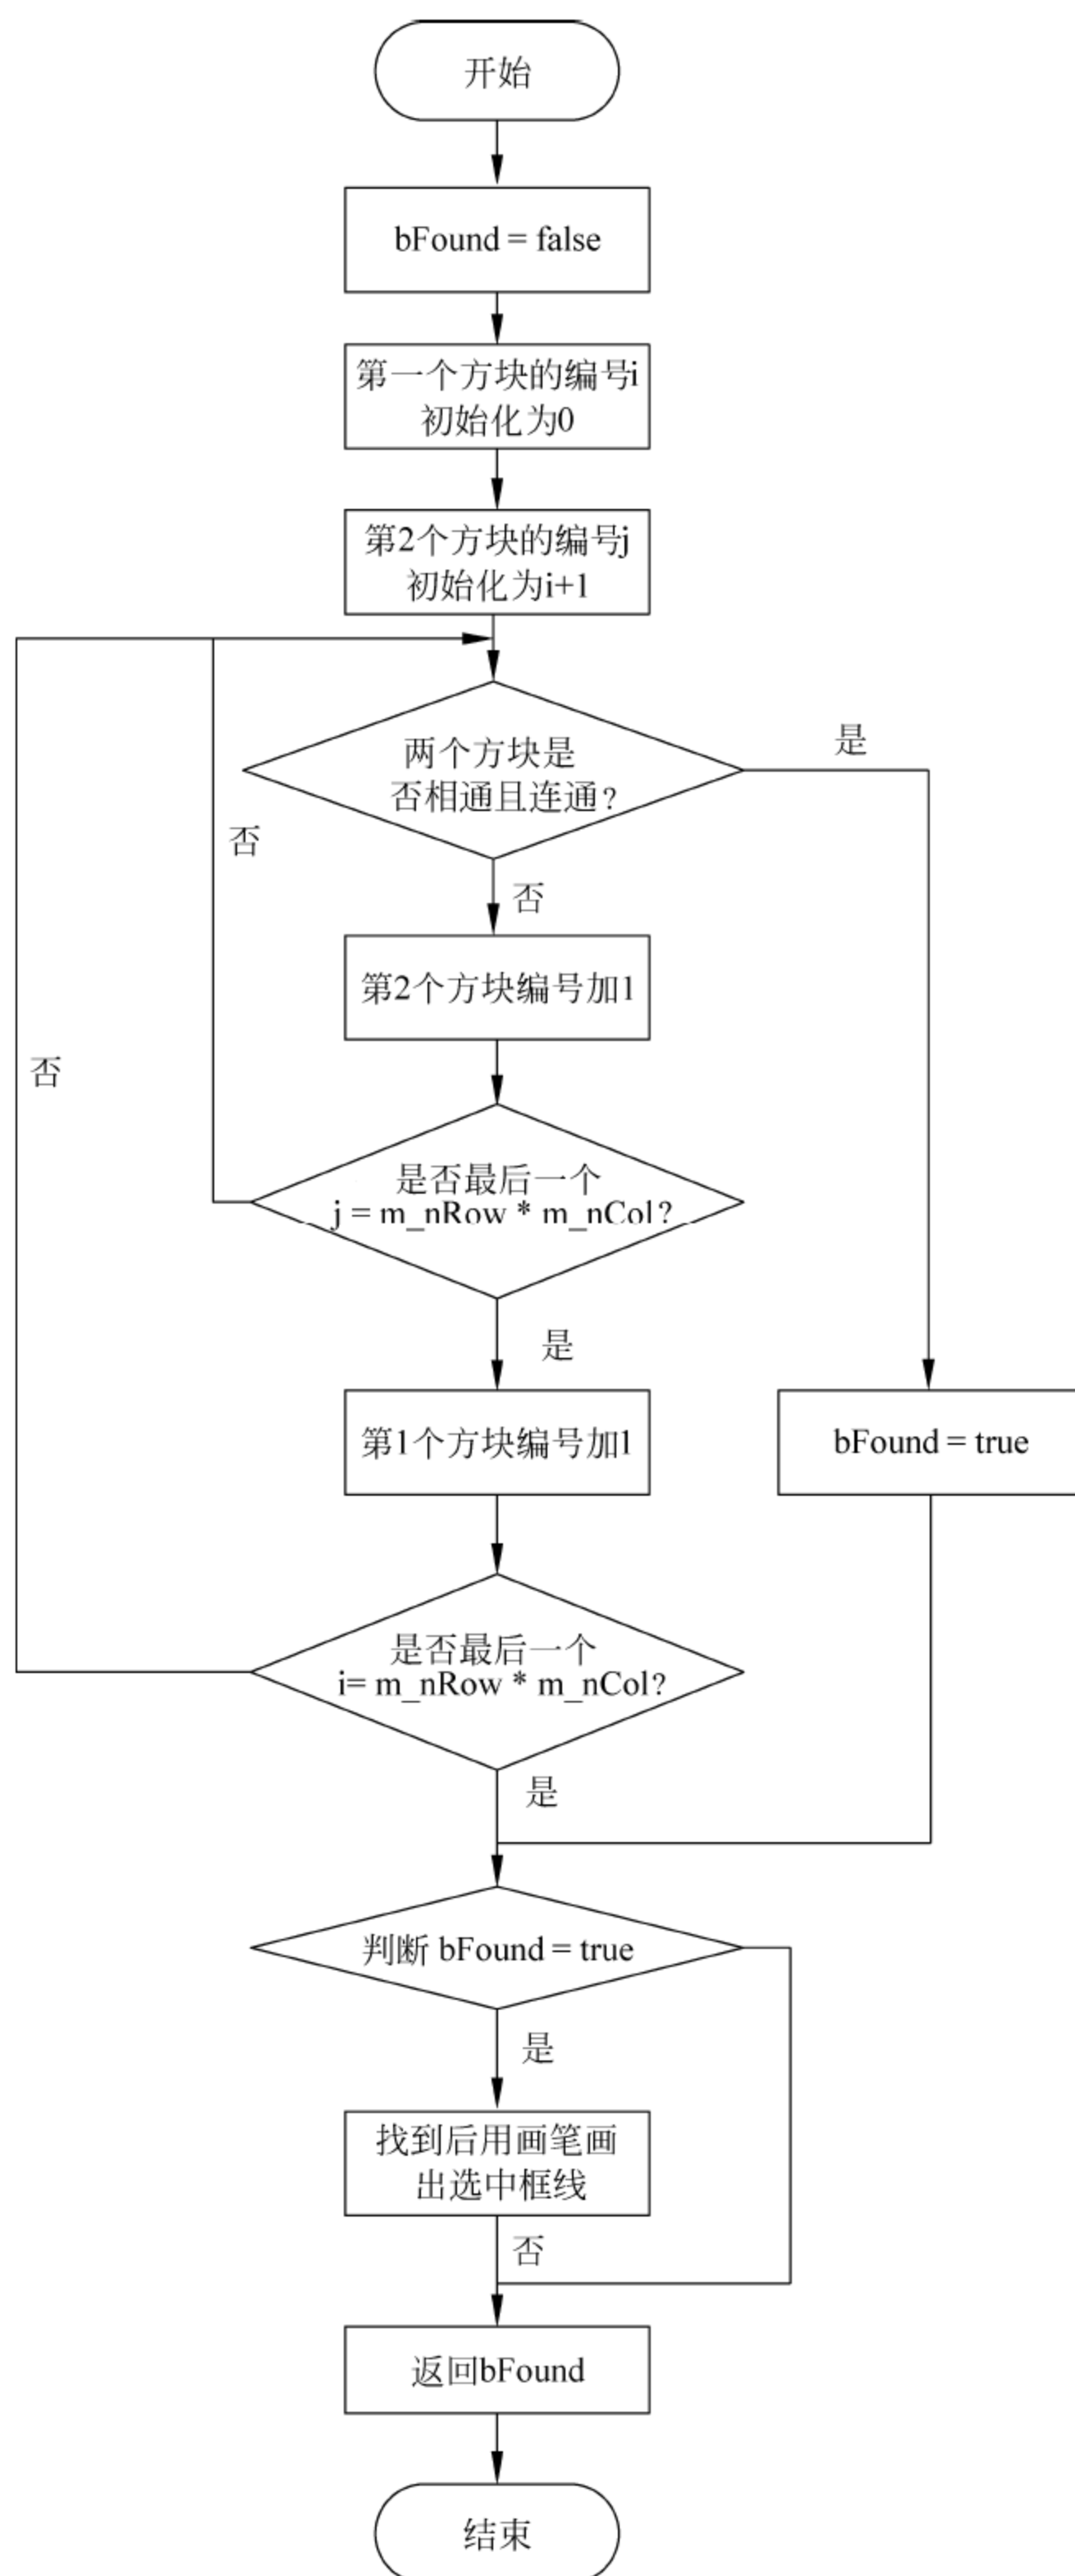 开始
bFound = false
第一个方块的编号i
初始化为0
第2个方块的编号j
初始化为i+1
两个方块是
否相通且连通?
是
否
否
第2个方块编号加1
否
是否最后一个
j = m_nRow * m_nCol?
是
第1个方块编号加1
bFound = true
是否最后一个
i= m_nRow * m_nCol?
是
判断 bFound = true
是
找到后用画笔画
出选中框线
否
返回bFound
结束